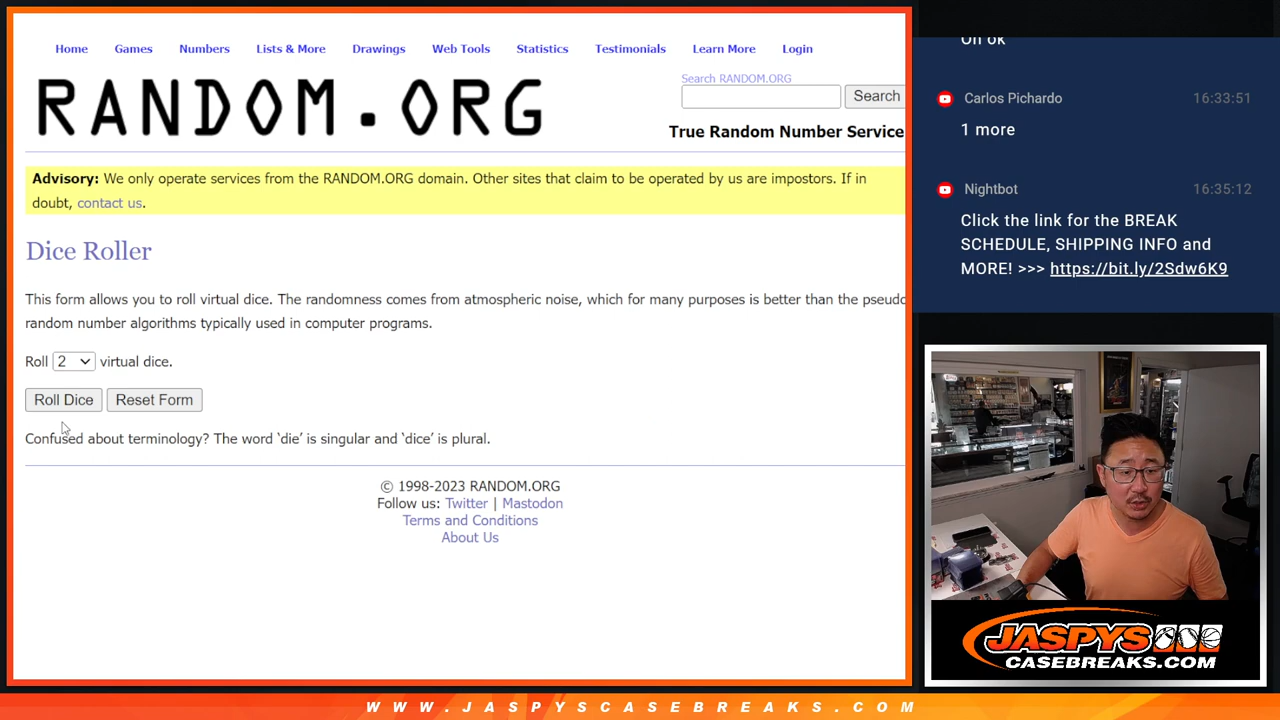 Home Games Numbers Lists & More Drawings Web Tools Statistics Testimonials Learn More Login
RANDOM.ORG
Search RANDOM.ORG
Search
True Random Number Service
Advisory: We only operate services from the RANDOM.ORG domain. Other sites that claim to be operated by us are impostors. If in
doubt, contact us.
Dice Roller
This form allows you to roll virtual dice. The randomness comes from atmospheric noise, which for many purposes is better than the pseudo
random number algorithms typically used in computer programs.
Roll 2 virtual dice.
Roll Dice Reset Form
Confused about terminology? The word ‘die’ is singular and ‘dice’ is plural.
© 1998-2023 RANDOM.ORG
Follow us: Twitter | Mastodon
Terms and Conditions
About Us
Carlos Pichardo 16:33:51
1 more
Nightbot 16:35:12
Click the link for the BREAK
SCHEDULE, SHIPPING INFO and
MORE! >>> https://bit.ly/2Sdw6K9
JASPYS
CASEBREAKS.COM
WWW.JASPYSCASEBREAKS.COM